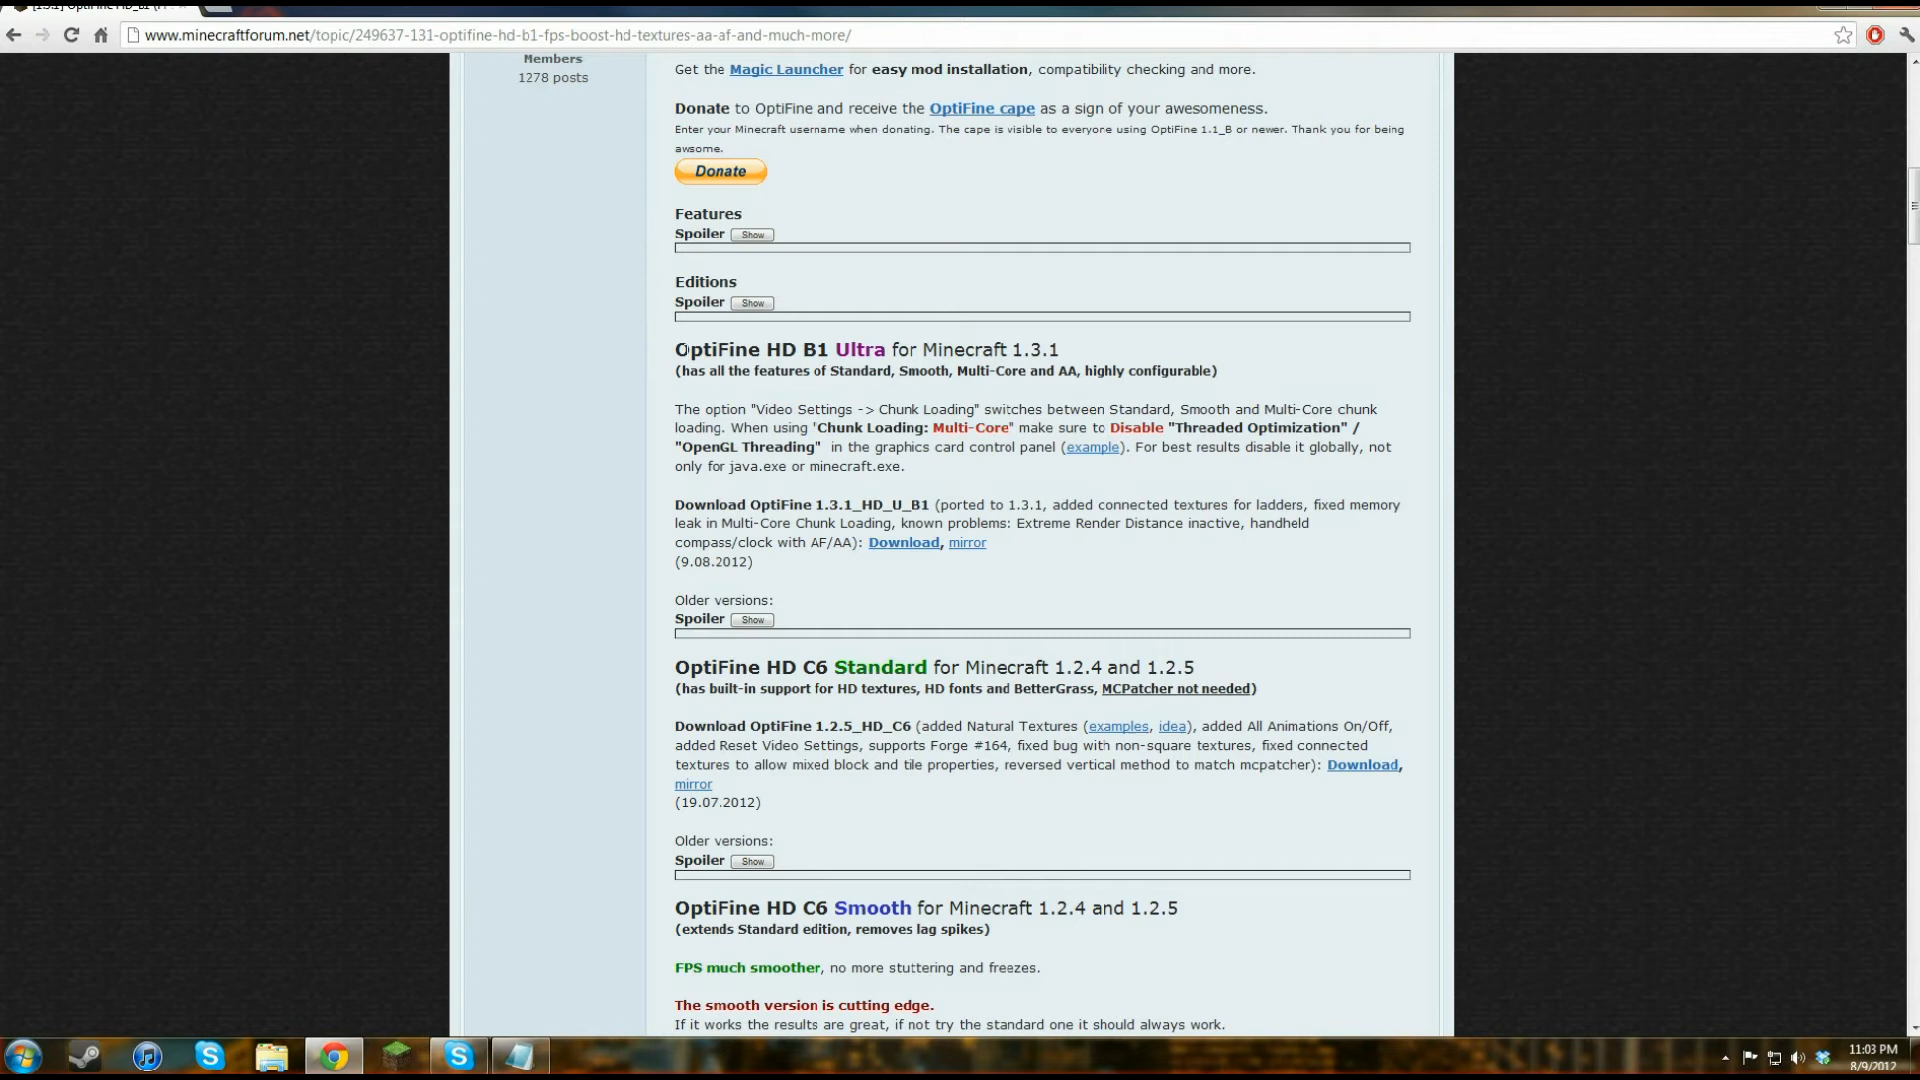 www.minecraftforum.net/topic/249637-131-optifine-hd-b1-fps-boost-hd-textures-aa-af-and-much-more/
Members
1278 posts
Get the Magic Launcher for easy mod installation, compatibility checking and more.
Donate to OptiFine and receive the OptiFine cape as a sign of your awesomeness.
Enter your Minecraft username when donating. The cape is visible to everyone using OptiFine 1.1_B or newer. Thank you for being
awsome.
Donate
Features
Spoiler Show
Editions
Spoiler Show
OptiFine HD B1 Ultra for Minecraft 1.3.1
(has all the features of Standard, Smooth, Multi-Core and AA, highly configurable)
The option "Video Settings -> Chunk Loading" switches between Standard, Smooth and Multi-Core chunk
loading. When using 'Chunk Loading: Multi-Core" make sure to Disable "Threaded Optimization" /
"OpenGL Threading" in the graphics card control panel (example). For best results disable it globally, not
only for java.exe or minecraft.exe.
Download OptiFine 1.3.1_HD_U_B1 (ported to 1.3.1, added connected textures for ladders, fixed memory
leak in Multi-Core Chunk Loading, known problems: Extreme Render Distance inactive, handheld
compass/clock with AF/AA): Download, mirror
(9.08.2012)
Older versions:
Spoiler Show
OptiFine HD C6 Standard for Minecraft 1.2.4 and 1.2.5
(has built-in support for HD textures, HD fonts and BetterGrass, MCPatcher not needed)
Download OptiFine 1.2.5_HD_C6 (added Natural Textures (examples, idea), added All Animations On/Off,
added Reset Video Settings, supports Forge #164, fixed bug with non-square textures, fixed connected
textures to allow mixed block and tile properties, reversed vertical method to match mcpatcher): Download,
mirror
(19.07.2012)
Older versions:
Spoiler Show
OptiFine HD C6 Smooth for Minecraft 1.2.4 and 1.2.5
(extends Standard edition, removes lag spikes)
FPS much smoother, no more stuttering and freezes.
The smooth version is cutting edge.
If it works the results are great, if not try the standard one it should always work.
11:03 PM
8/9/2012